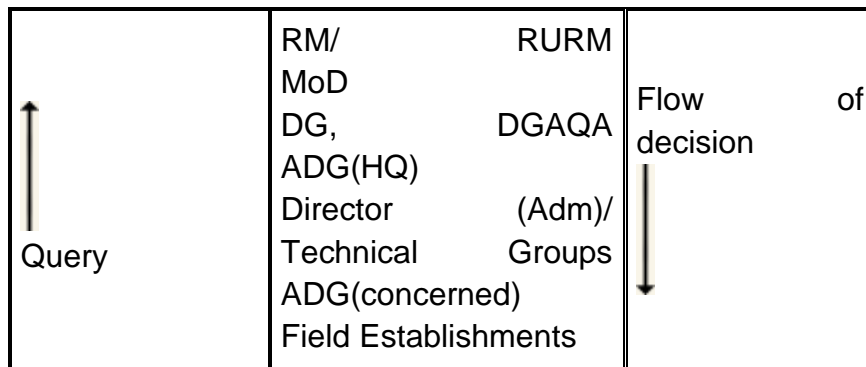 Query
RM/ RURM
MoD
DG, DGAQA
ADG(HQ)
Director (Adm)/
Technical Groups
ADG(concerned)
Field Establishments
Flow of
decision